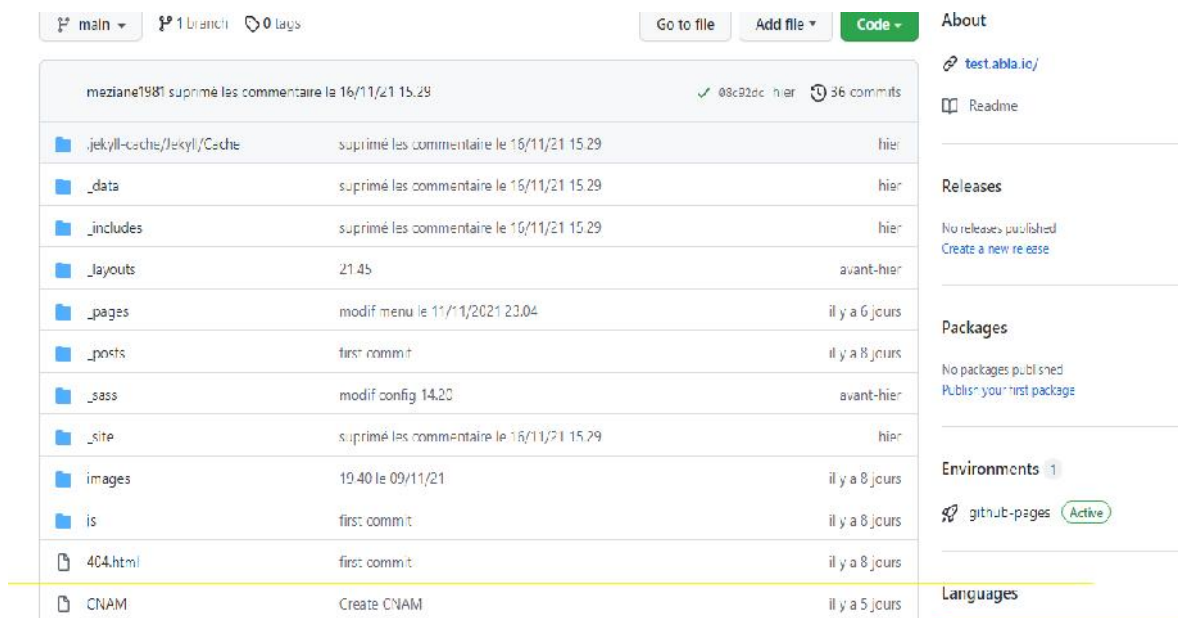 main
1 branch
0 tags
Go to file
Add file
Code
meziane1981 suprimé les commentaire le 16/11/21 15.29
08c92dc hier 36 commits
.jekyll-cache/Jekyll/Cache suprimé les commentaire le 16/11/21 15.29 hier
_data suprimé les commentaire le 16/11/21 15.29 hier
_includes suprimé les commentaire le 16/11/21 15.29 hier
_layouts 21.45 avant-hier
_pages modif menu le 11/11/2021 23.04 il y a 6 jours
_posts first commit il y a 8 jours
_sass modif config 14.20 avant-hier
_site suprimé les commentaire le 16/11/21 15.29 hier
images 19.40 le 09/11/21 il y a 8 jours
js first commit il y a 8 jours
404.html first commit il y a 8 jours
CNAM Create CNAM il y a 5 jours
About
test.abla.io/
Readme
Releases
No releases published
Create a new release
Packages
No packages published
Publish your first package
Environments 1
github-pages Active
Languages